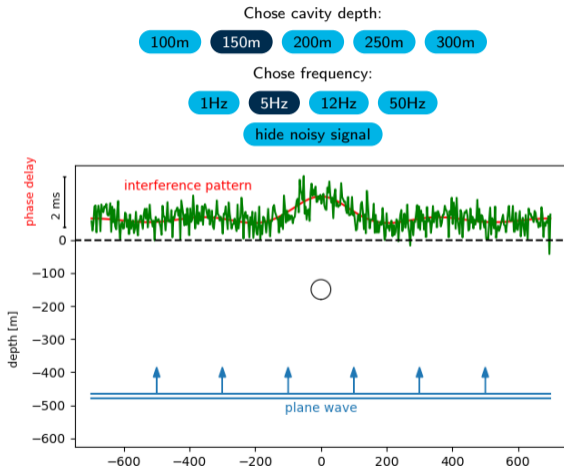 Chose cavity depth:
100m 150m 200m 250m 300m
Chose frequency:
1Hz 5Hz 12Hz 50Hz
hide noisy signal
phase delay
2 ms
interference pattern
0
−100
−200
−300
−400
−500
−600
depth [m]
plane wave
−600 −400 −200 0 200 400 600